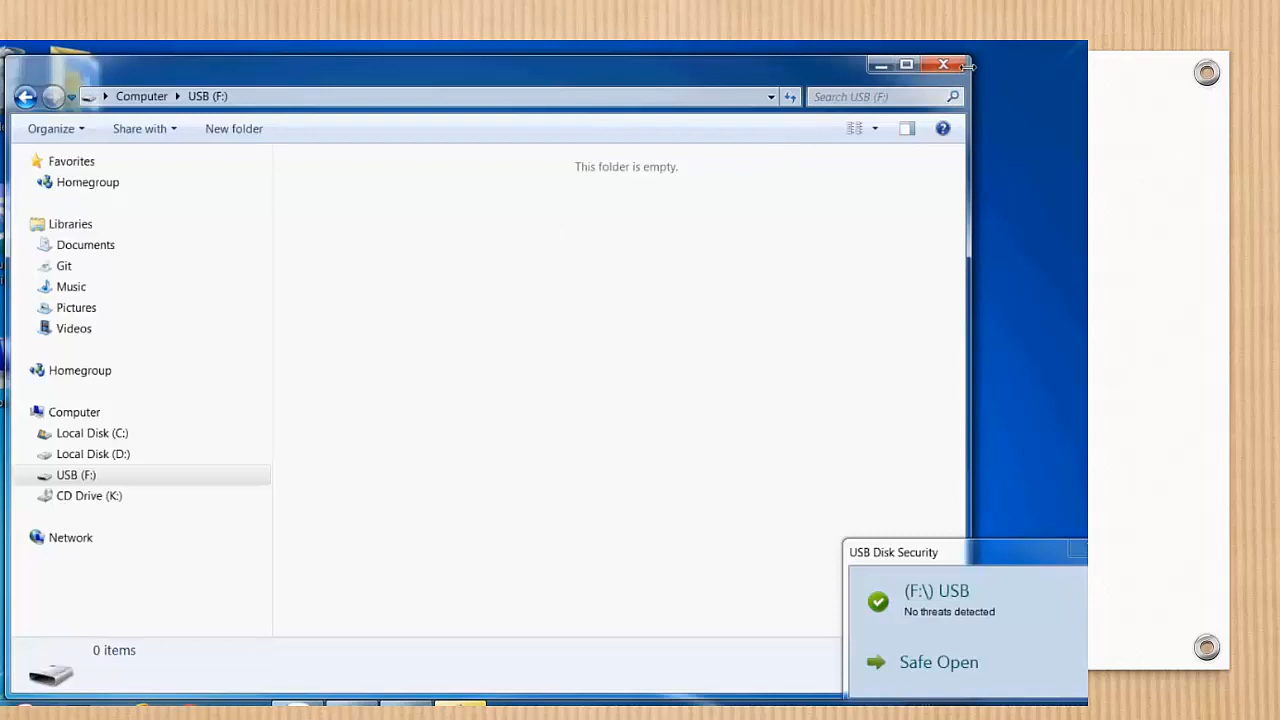 Computer USB (F:)
Search USB (F:)
Organize Share with New folder
This folder is empty.
Favorites
Homegroup
Libraries
Documents
Git
Music
Pictures
Videos
Homegroup
Computer
Local Disk (C:)
Local Disk (D:)
USB (F:)
CD Drive (K:)
Network
0 items
USB Disk Security
(F:\) USB
No threats detected
Safe Open